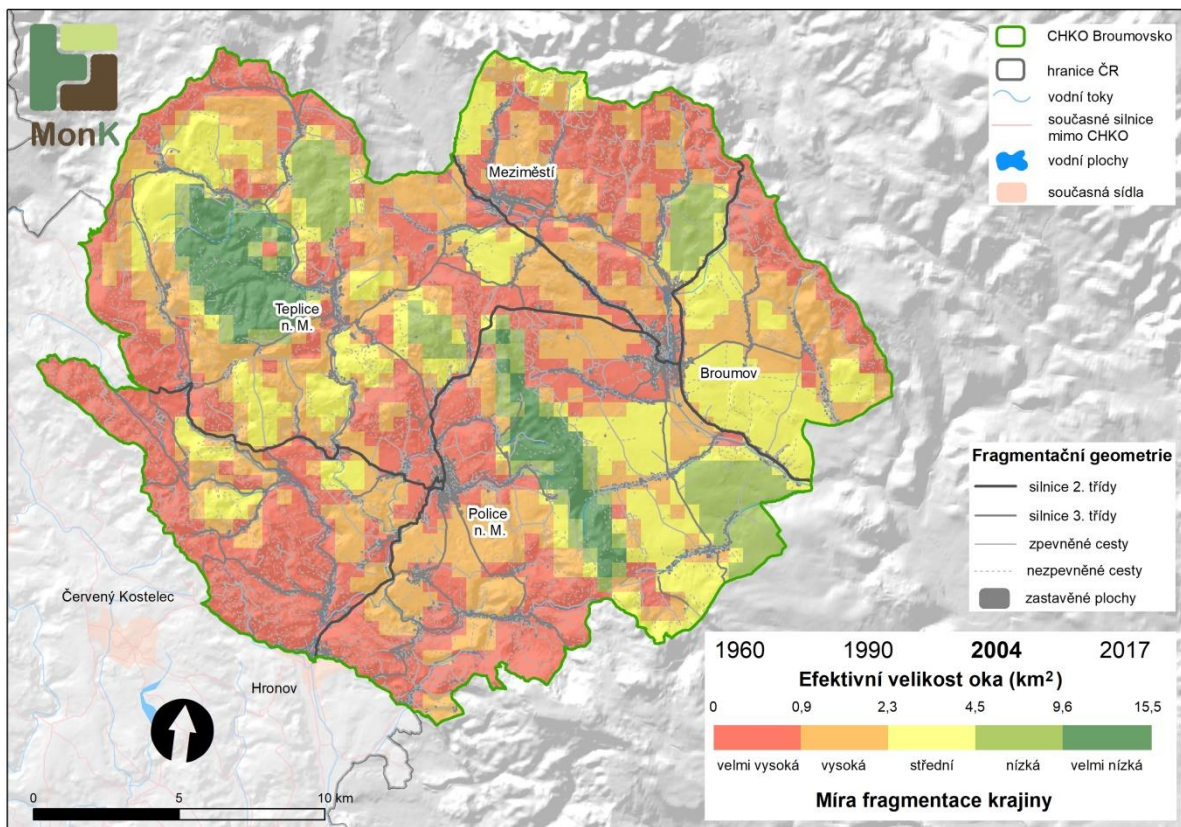 MonK
CHKO Broumovsko
hranice ČR
vodní toky
současné silnice
mimo CHKO
vodní plochy
současná sídla
Meziměstí
Teplice
n. M.
Broumov
Police
n. M.
Červený Kostelec
Hronov
0 5 10 km
Fragmentační geometrie
silnice 2. třídy
silnice 3. třídy
zpevněné cesty
nezpevněné cesty
zastavěné plochy
1960 1990 2004 2017
Efektivní velikost oka (km²)
0 0,9 2,3 4,5 9,6 15,5
velmi vysoká vysoká střední nízká velmi nízká
Míra fragmentace krajiny